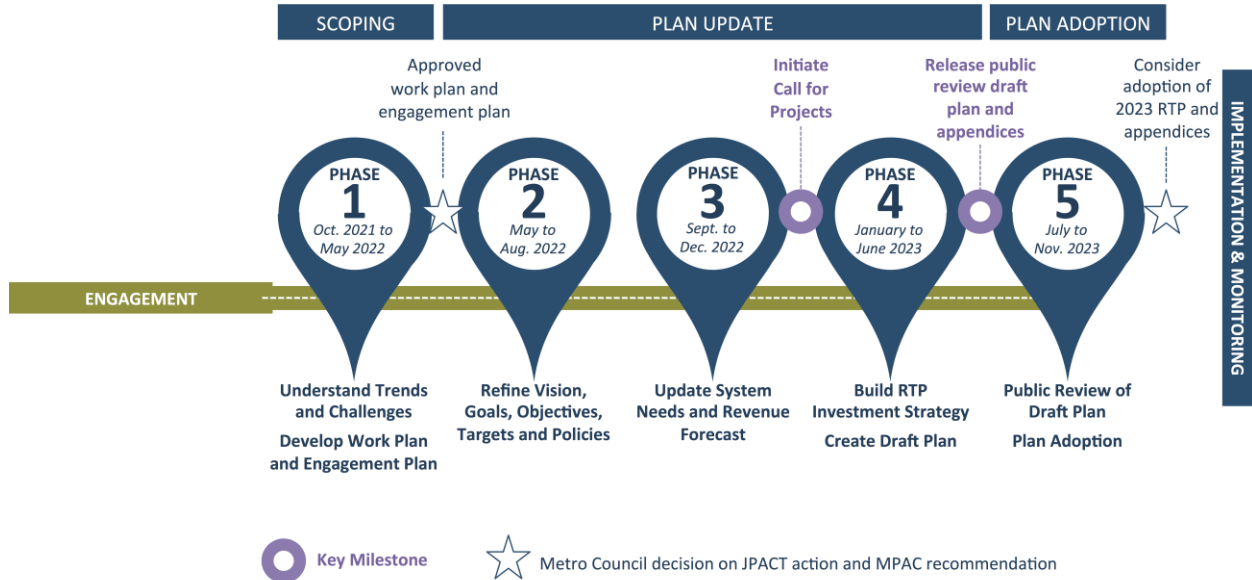 SCOPING
PLAN UPDATE
PLAN ADOPTION
Approved
work plan and
engagement plan
Initiate
Call for
Projects
Release public
review draft
plan and
appendices
Consider
adoption of
2023 RTP and
appendices
PHASE
1
Oct. 2021 to
May 2022
PHASE
2
May to
Aug. 2022
PHASE
3
Sept. to
Dec. 2022
PHASE
4
January to
June 2023
PHASE
5
July to
Nov. 2023
IMPLEMENTATION & MONITORING
ENGAGEMENT
Understand Trends
and Challenges
Develop Work Plan
and Engagement Plan
Refine Vision,
Goals, Objectives,
Targets and Policies
Update System
Needs and Revenue
Forecast
Build RTP
Investment Strategy
Create Draft Plan
Public Review of
Draft Plan
Plan Adoption
Key Milestone
Metro Council decision on JPACT action and MPAC recommendation